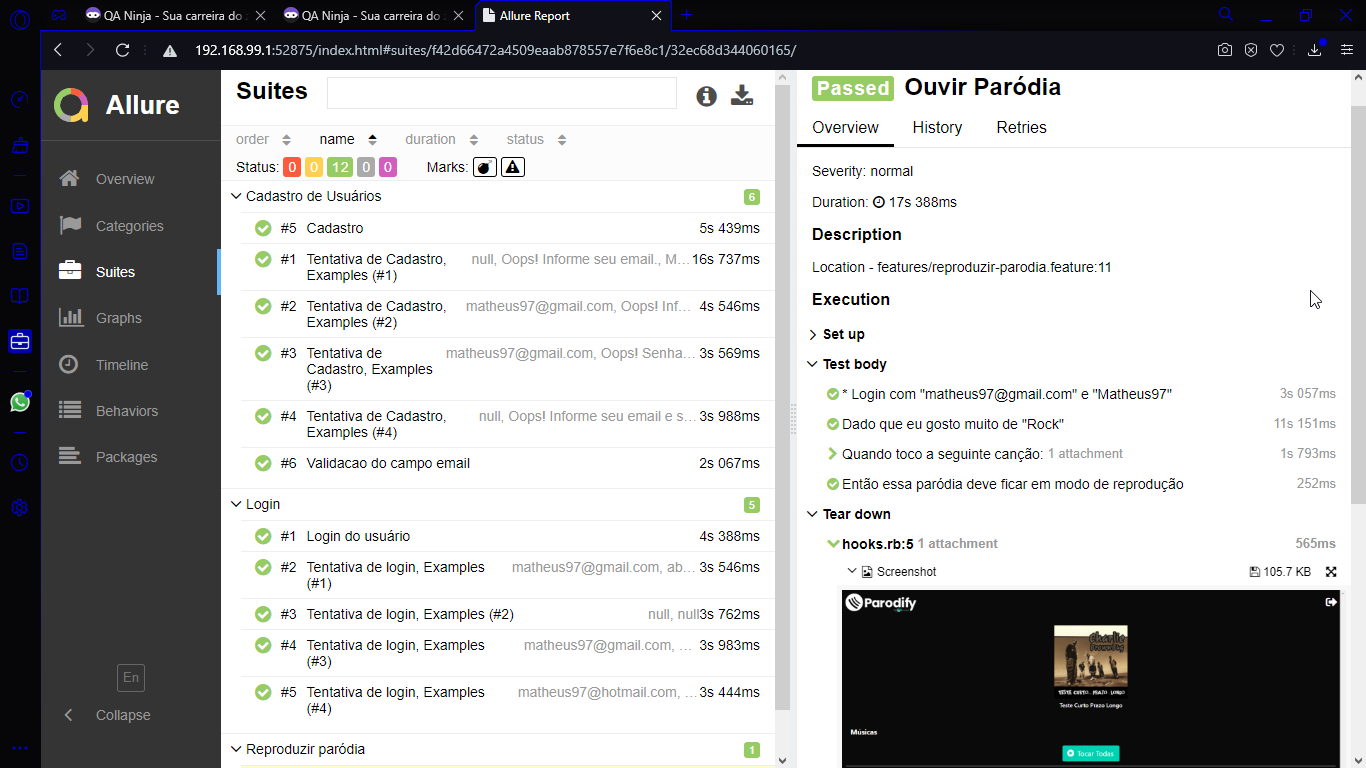 QA Ninja - Sua carreira do z
QA Ninja - Sua carreira do z
Allure Report
192.168.99.1:52875/index.html#suites/f42d66472a4509eaab878557e7f6e8c1/32ec68d344060165/
Allure
Overview
Categories
Suites
Graphs
Timeline
Behaviors
Packages
En
Collapse
Suites
order name duration status
Status: 0 0 12 0 0 Marks:
Cadastro de Usuários 6
#5 Cadastro 5s 439ms
#1 Tentativa de Cadastro, null, Oops! Informe seu email., M... 16s 737ms
Examples (#1)
#2 Tentativa de Cadastro, matheus97@gmail.com, Oops! Inf... 4s 546ms
Examples (#2)
#3 Tentativa de matheus97@gmail.com, Oops! Senha... 3s 569ms
Cadastro, Examples
(#3)
#4 Tentativa de Cadastro, null, Oops! Informe seu email e s... 3s 988ms
Examples (#4)
#6 Validacao do campo email 2s 067ms
Login 5
#1 Login do usuário 4s 388ms
#2 Tentativa de login, Examples matheus97@gmail.com, ab... 3s 546ms
(#1)
#3 Tentativa de login, Examples (#2) null, null 3s 762ms
#4 Tentativa de login, Examples matheus97@gmail.com, ... 3s 983ms
(#3)
#5 Tentativa de login, Examples matheus97@hotmail.com, ... 3s 444ms
(#4)
Reproduzir paródia 1
Passed Ouvir Paródia
Overview History Retries
Severity: normal
Duration: 17s 388ms
Description
Location - features/reproduzir-parodia.feature:11
Execution
Set up
Test body
* Login com "matheus97@gmail.com" e "Matheus97" 3s 057ms
Dado que eu gosto muito de "Rock" 11s 151ms
Quando toco a seguinte canção: 1 attachment 1s 793ms
Então essa paródia deve ficar em modo de reprodução 252ms
Tear down
hooks.rb:5 1 attachment 565ms
Screenshot 105.7 KB
Parodify
Charlie
Brown Bug
TESTE CURTO, PRAZO LONGO
Teste Curto Prazo Longo
Músicas
Tocar Todas